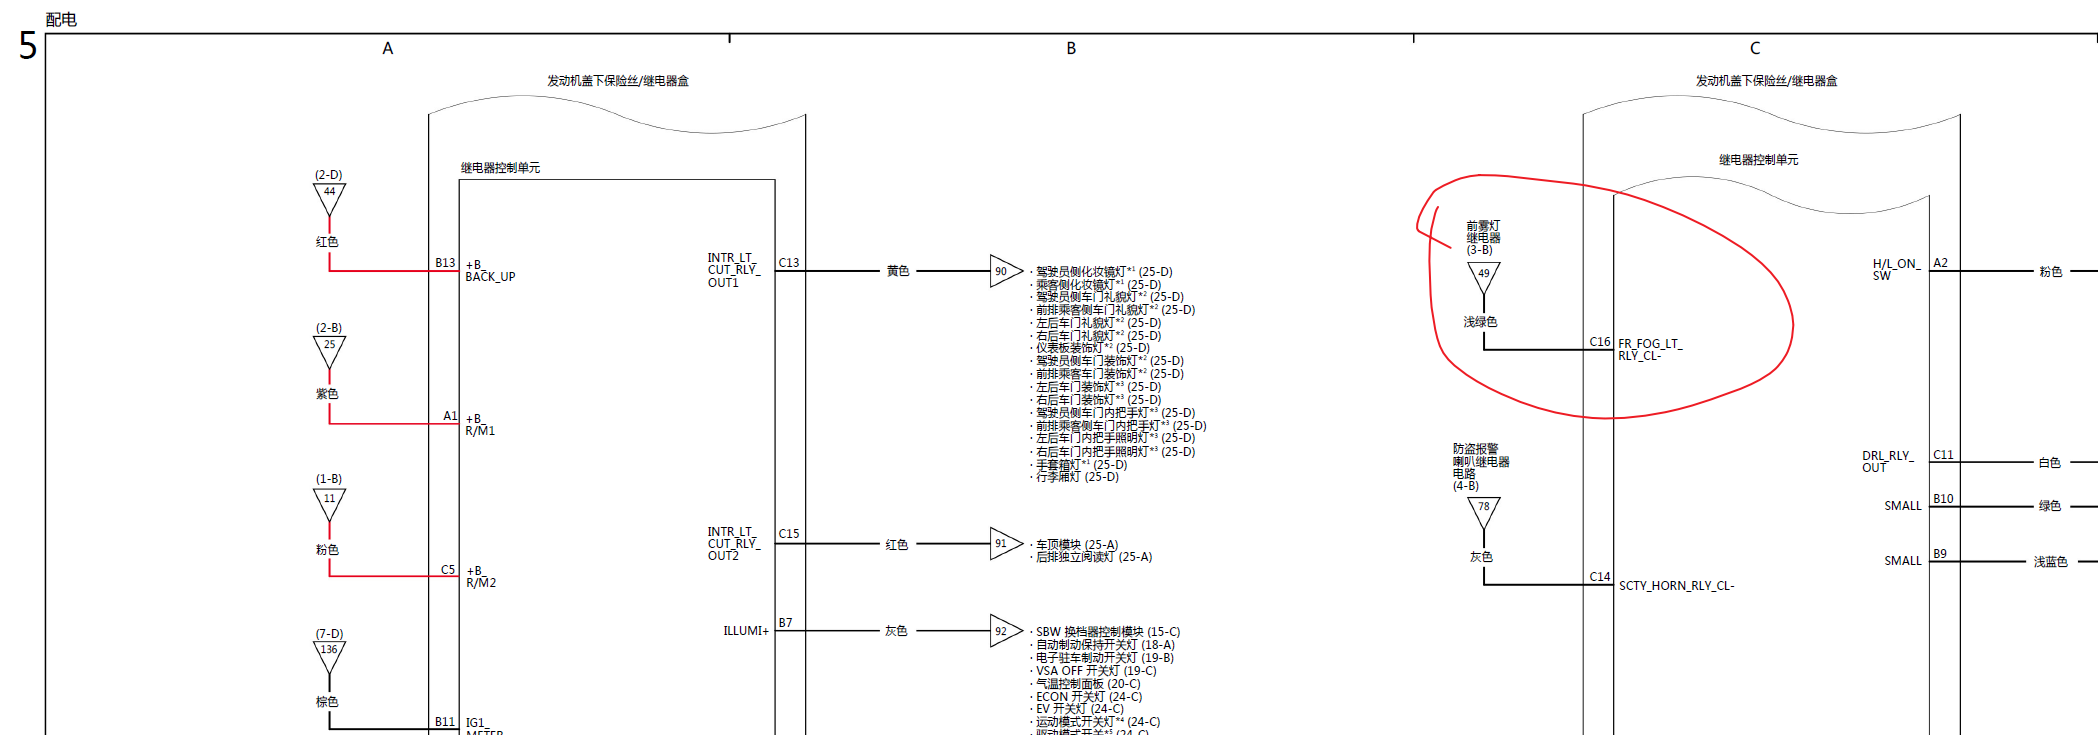 配电
5
A
B
C
发动机盖下保险丝/继电器盒
继电器控制单元
(2-D)
44
红色
B13
+B_
BACK_UP
(2-B)
25
紫色
A1
+B_
R/M1
(1-B)
11
粉色
C5
+B_
R/M2
(7-D)
136
棕色
B11
IG1_
INTR_LT_
CUT_RLY_
OUT1
C13
黄色
90
· 驾驶员侧化妆镜灯*1 (25-D)
· 乘客侧化妆镜灯*1 (25-D)
· 驾驶员侧车门礼貌灯*2 (25-D)
· 前排乘客侧车门礼貌灯*2 (25-D)
· 左后车门礼貌灯*2 (25-D)
· 右后车门礼貌灯*2 (25-D)
· 仪表板装饰灯*2 (25-D)
· 驾驶员侧车门装饰灯*2 (25-D)
· 前排乘客车门装饰灯*2 (25-D)
· 左后车门装饰灯*3 (25-D)
· 右后车门装饰灯*3 (25-D)
· 驾驶员侧车门内把手灯*3 (25-D)
· 前排乘客侧车门内把手灯*3 (25-D)
· 左后车门内把手照明灯*3 (25-D)
· 右后车门内把手照明灯*3 (25-D)
· 手套箱灯*1 (25-D)
· 行李厢灯 (25-D)
INTR_LT_
CUT_RLY_
OUT2
C15
红色
91
· 车顶模块 (25-A)
· 后排独立阅读灯 (25-A)
ILLUMI+
B7
灰色
92
· SBW 换档器控制模块 (15-C)
· 自动制动保持开关灯 (18-A)
· 电子驻车制动开关灯 (19-B)
· VSA OFF 开关灯 (19-C)
· 气温控制面板 (20-C)
· ECON 开关灯 (24-C)
· EV 开关灯 (24-C)
· 运动模式开关灯*4 (24-C)
发动机盖下保险丝/继电器盒
继电器控制单元
前雾灯
继电器
(3-B)
49
浅绿色
C16
FR_FOG_LT_
RLY_CL-
防盗报警
喇叭继电器
电路
(4-B)
78
灰色
C14
SCTY_HORN_RLY_CL-
H/L_ON_
SW
A2
粉色
DRL_RLY_
OUT
C11
白色
SMALL
B10
绿色
SMALL
B9
浅蓝色